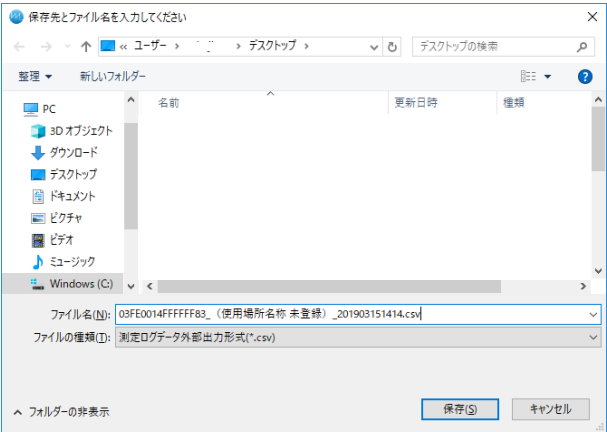 保存先とファイル名を入力してください
« ユーザー › › デスクトップ ›
デスクトップの検索
整理 ▼ 新しいフォルダー
名前 更新日時 種類
PC
3D オブジェクト
ダウンロード
デスクトップ
ドキュメント
ピクチャ
ビデオ
ミュージック
Windows (C:)
ファイル名(N): 03FE0014FFFFFF83_（使用場所名称 未登録）_201903151414.csv
ファイルの種類(T): 測定ログデータ外部出力形式(*.csv)
フォルダーの非表示 保存(S) キャンセル